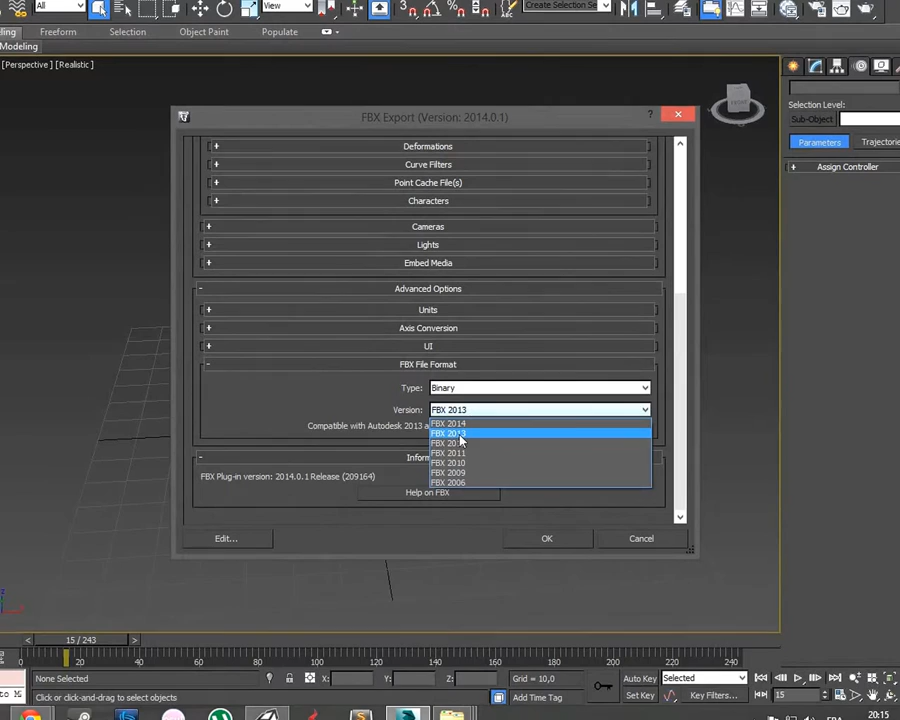 All
View
Create Selection Se
ling
Freeform
Selection
Object Paint
Populate
Modeling
[Perspective] [Realistic]
FBX Export (Version: 2014.0.1)
?
Selection Level:
Sub-Object
Parameters
Trajectorie
Assign Controller
Deformations
Curve Filters
Point Cache File(s)
Characters
Cameras
Lights
Embed Media
Advanced Options
Units
Axis Conversion
UI
FBX File Format
Type: Binary
Version: FBX 2013
Compatible with Autodesk 2013 a
FBX 2014
FBX 2013
FBX 20
FBX 2011
FBX 2010
FBX 2009
FBX 2006
Inform
FBX Plug-in version: 2014.0.1 Release (209164)
Help on FBX
Edit...
OK
Cancel
15 / 243
20 40 60 80 100 120 140 160 180 200 220 240
None Selected
X:
Y:
Z:
Grid = 10,0
Auto Key
Selected
Click or click-and-drag to select objects
Add Time Tag
Set Key
Key Filters...
15
20:15